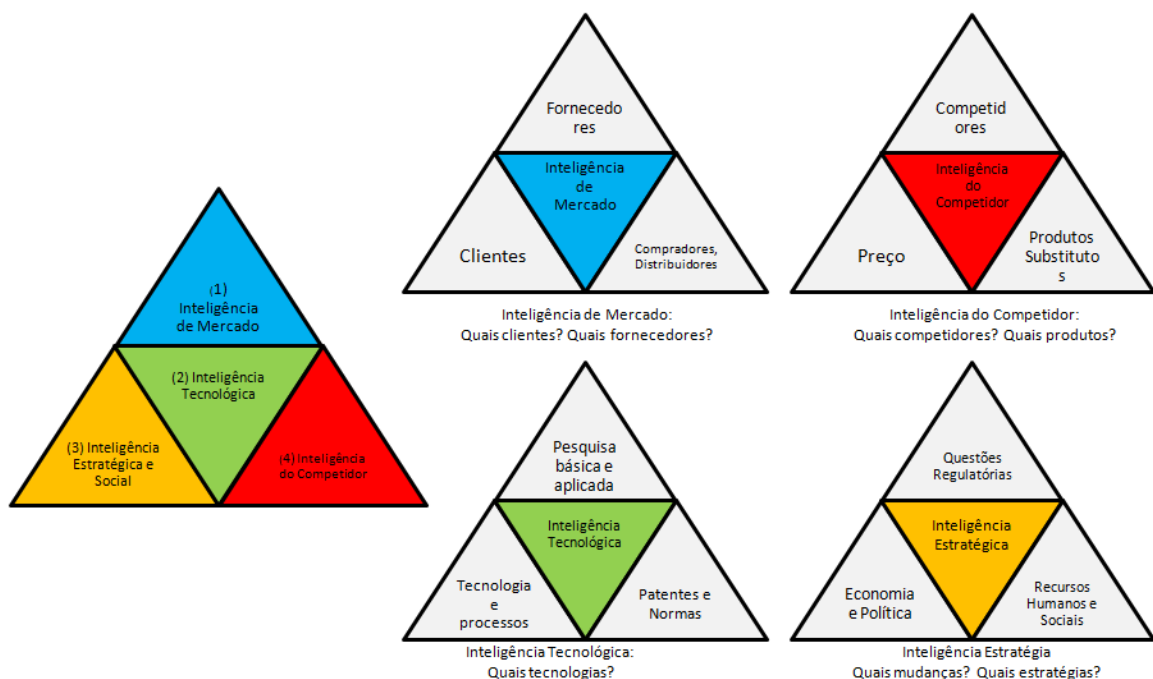 (1)
Inteligência
de Mercado
(2) Inteligência
Tecnológica
(3) Inteligência
Estratégica e
Social
(4) Inteligência
do Competidor
Fornecedo
res
Inteligência
de
Mercado
Clientes
Compradores,
Distribuidores
Inteligência de Mercado:
Quais clientes? Quais fornecedores?
Competid
ores
Inteligência
do
Competidor
Preço
Produtos
Substituto
s
Inteligência do Competidor:
Quais competidores? Quais produtos?
Pesquisa
básica e
aplicada
Inteligência
Tecnológica
Tecnologia
e
processos
Patentes e
Normas
Inteligência Tecnológica:
Quais tecnologias?
Questões
Regulatórias
Inteligência
Estratégica
Economia
e Política
Recursos
Humanos e
Sociais
Inteligência Estratégia
Quais mudanças? Quais estratégias?